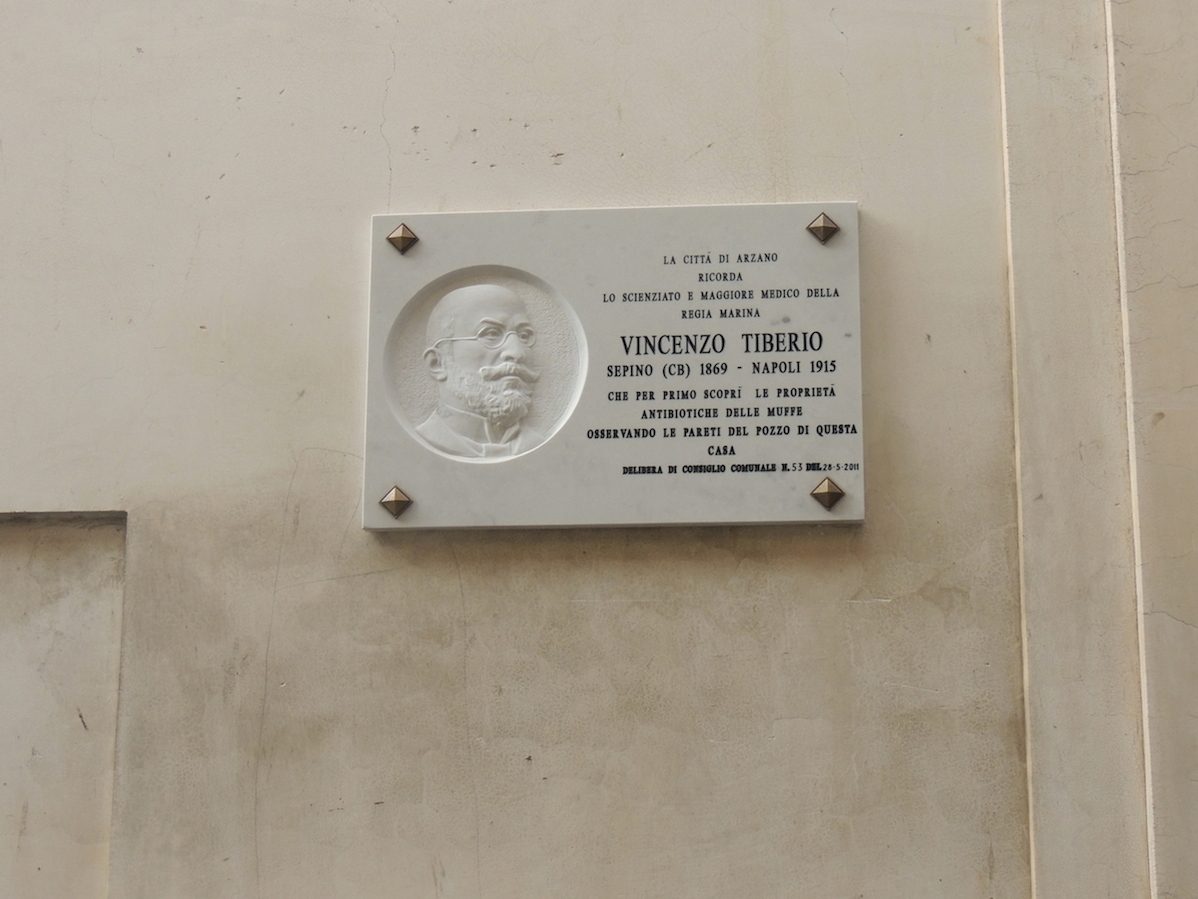 LA CITTÀ DI ARZANO
RICORDA
LO SCIENZIATO E MAGGIORE MEDICO DELLA
REGIA MARINA
VINCENZO TIBERIO
SEPINO (CB) 1869 - NAPOLI 1915
CHE PER PRIMO SCOPRÌ LE PROPRIETÀ
ANTIBIOTICHE DELLE MUFFE
OSSERVANDO LE PARETI DEL POZZO DI QUESTA
CASA
DELIBERA DI CONSIGLIO COMUNALE N. 53 DEL 28-5-2011